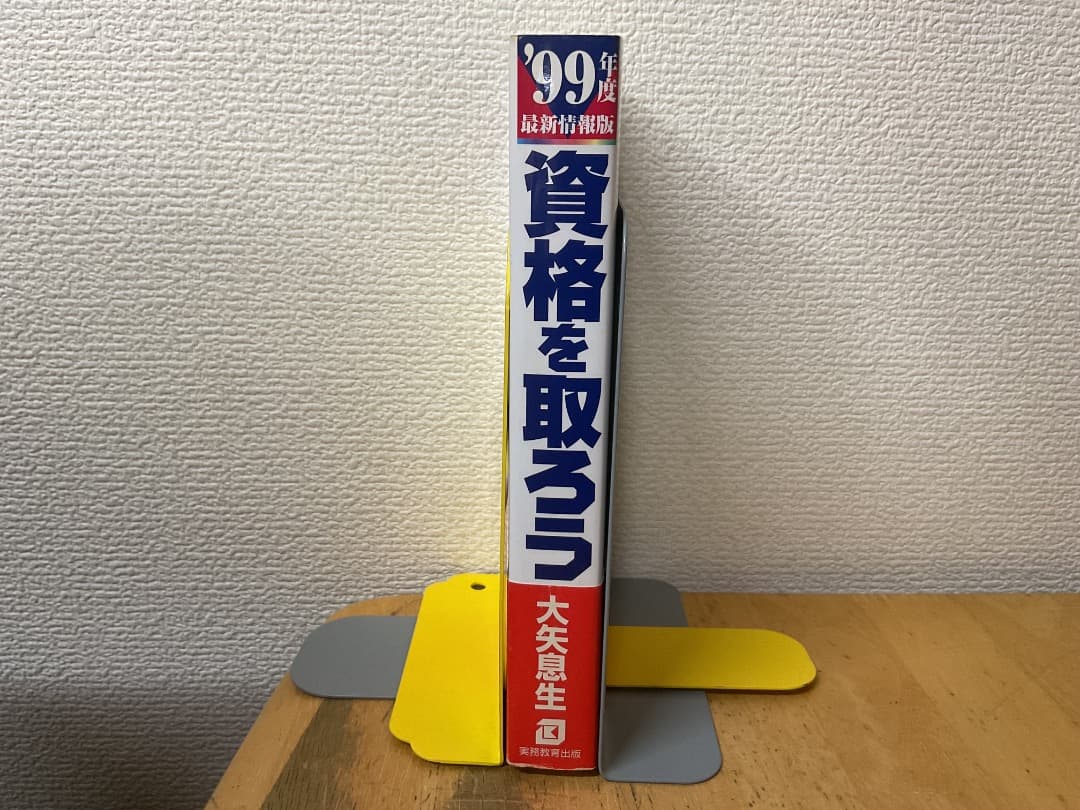 '99年度
最新情報版
資格を取ろう
大矢息生
実務教育出版